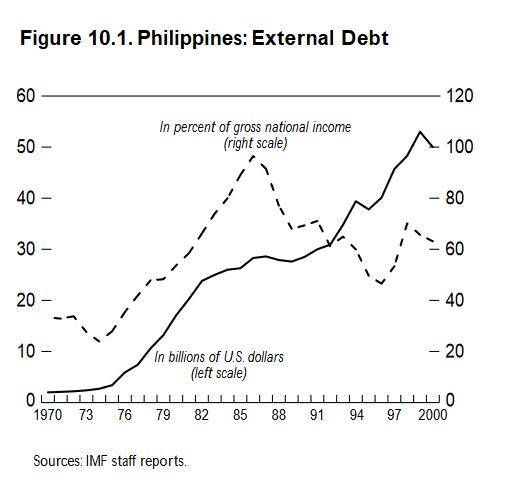 Figure 10.1. Philippines: External Debt
60
120
In percent of gross national income
(right scale)
50
100
40
80
30
60
20
40
In billions of U.S. dollars
(left scale)
10
20
0
0
1970 73 76 79 82 85 88 91 94 97 2000
Sources: IMF staff reports.